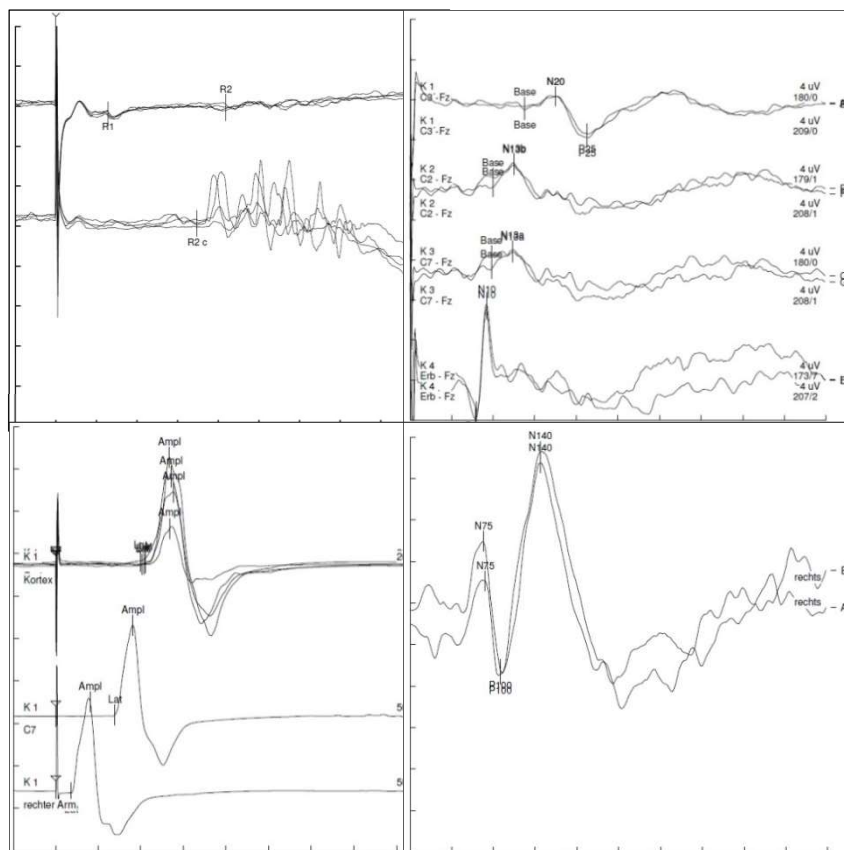 R1
R2
R2 c
K 1
C3´-Fz
K 1
C3´-Fz
Base
Base
N20
P25
4 uV
180/0
4 uV
209/0
K 2
C2 - Fz
K 2
C2 - Fz
Base
Base
N13b
4 uV
179/1
4 uV
208/1
K 3
C7 - Fz
K 3
C7 - Fz
Base
Base
N13a
4 uV
180/0
4 uV
208/1
N10
N10
K 4
Erb - Fz
K 4
Erb - Fz
4 uV
173/7
4 uV
207/2
Ampl
Ampl
Ampl
Ampl
K 1
Kortex
Ampl
Lat
K 1
C7
Ampl
K 1
rechter Arm
N140
N140
N75
N75
P100
P100
rechts
rechts